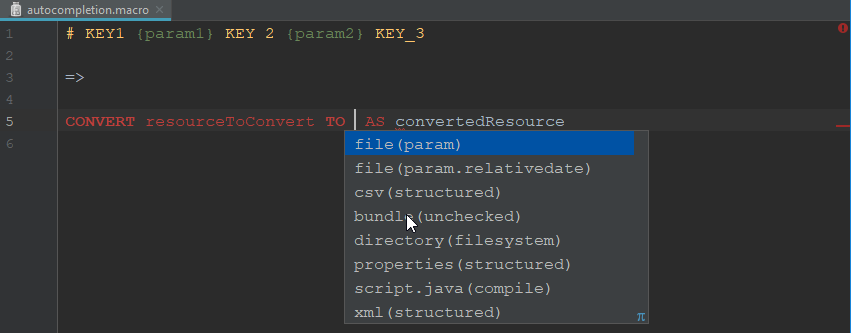 autocompletion.macro
1 # KEY1 {param1} KEY 2 {param2} KEY_3
2
3 =>
4
5 CONVERT resourceToConvert TO AS convertedResource
6
file(param)
file(param.relativedate)
csv(structured)
bundle(unchecked)
directory(filesystem)
properties(structured)
script.java(compile)
xml(structured)
π